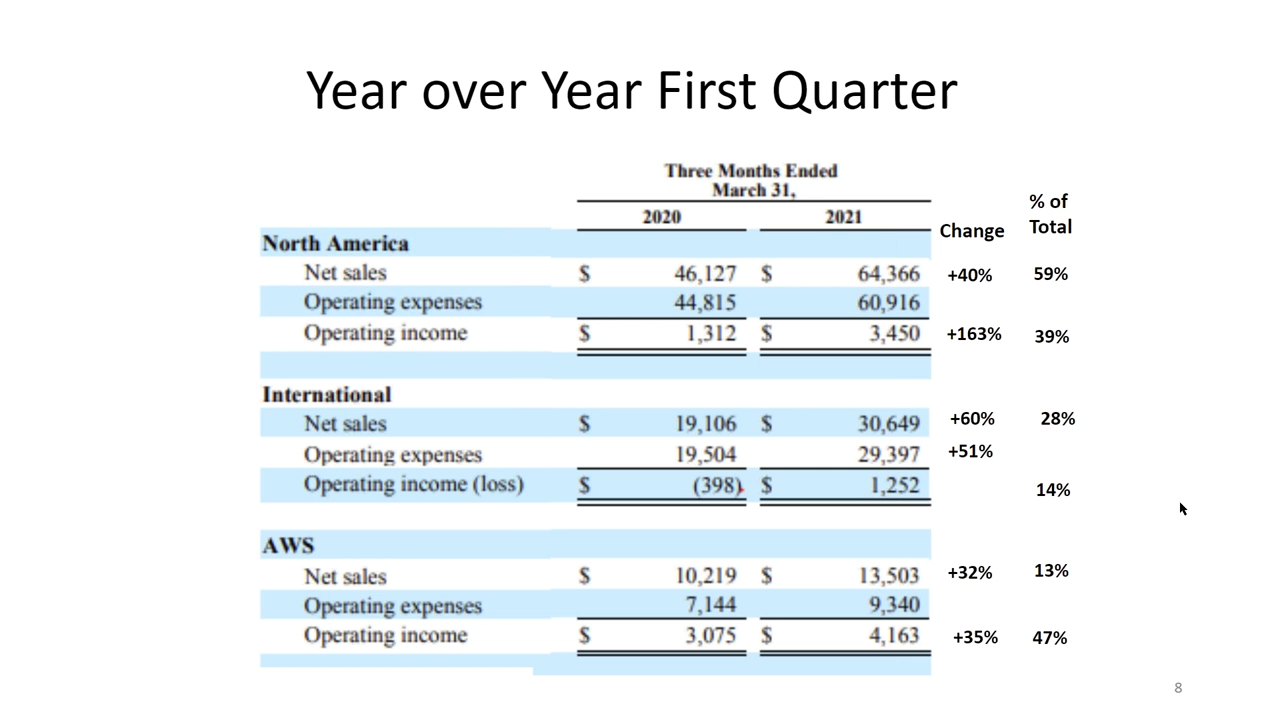 Year over Year First Quarter
Three Months Ended
March 31,
2020 2021 Change % of Total
North America
Net sales $ 46,127 $ 64,366 +40% 59%
Operating expenses 44,815 60,916
Operating income $ 1,312 $ 3,450 +163% 39%
International
Net sales $ 19,106 $ 30,649 +60% 28%
Operating expenses 19,504 29,397 +51%
Operating income (loss) $ (398) $ 1,252 14%
AWS
Net sales $ 10,219 $ 13,503 +32% 13%
Operating expenses 7,144 9,340
Operating income $ 3,075 $ 4,163 +35% 47%
8